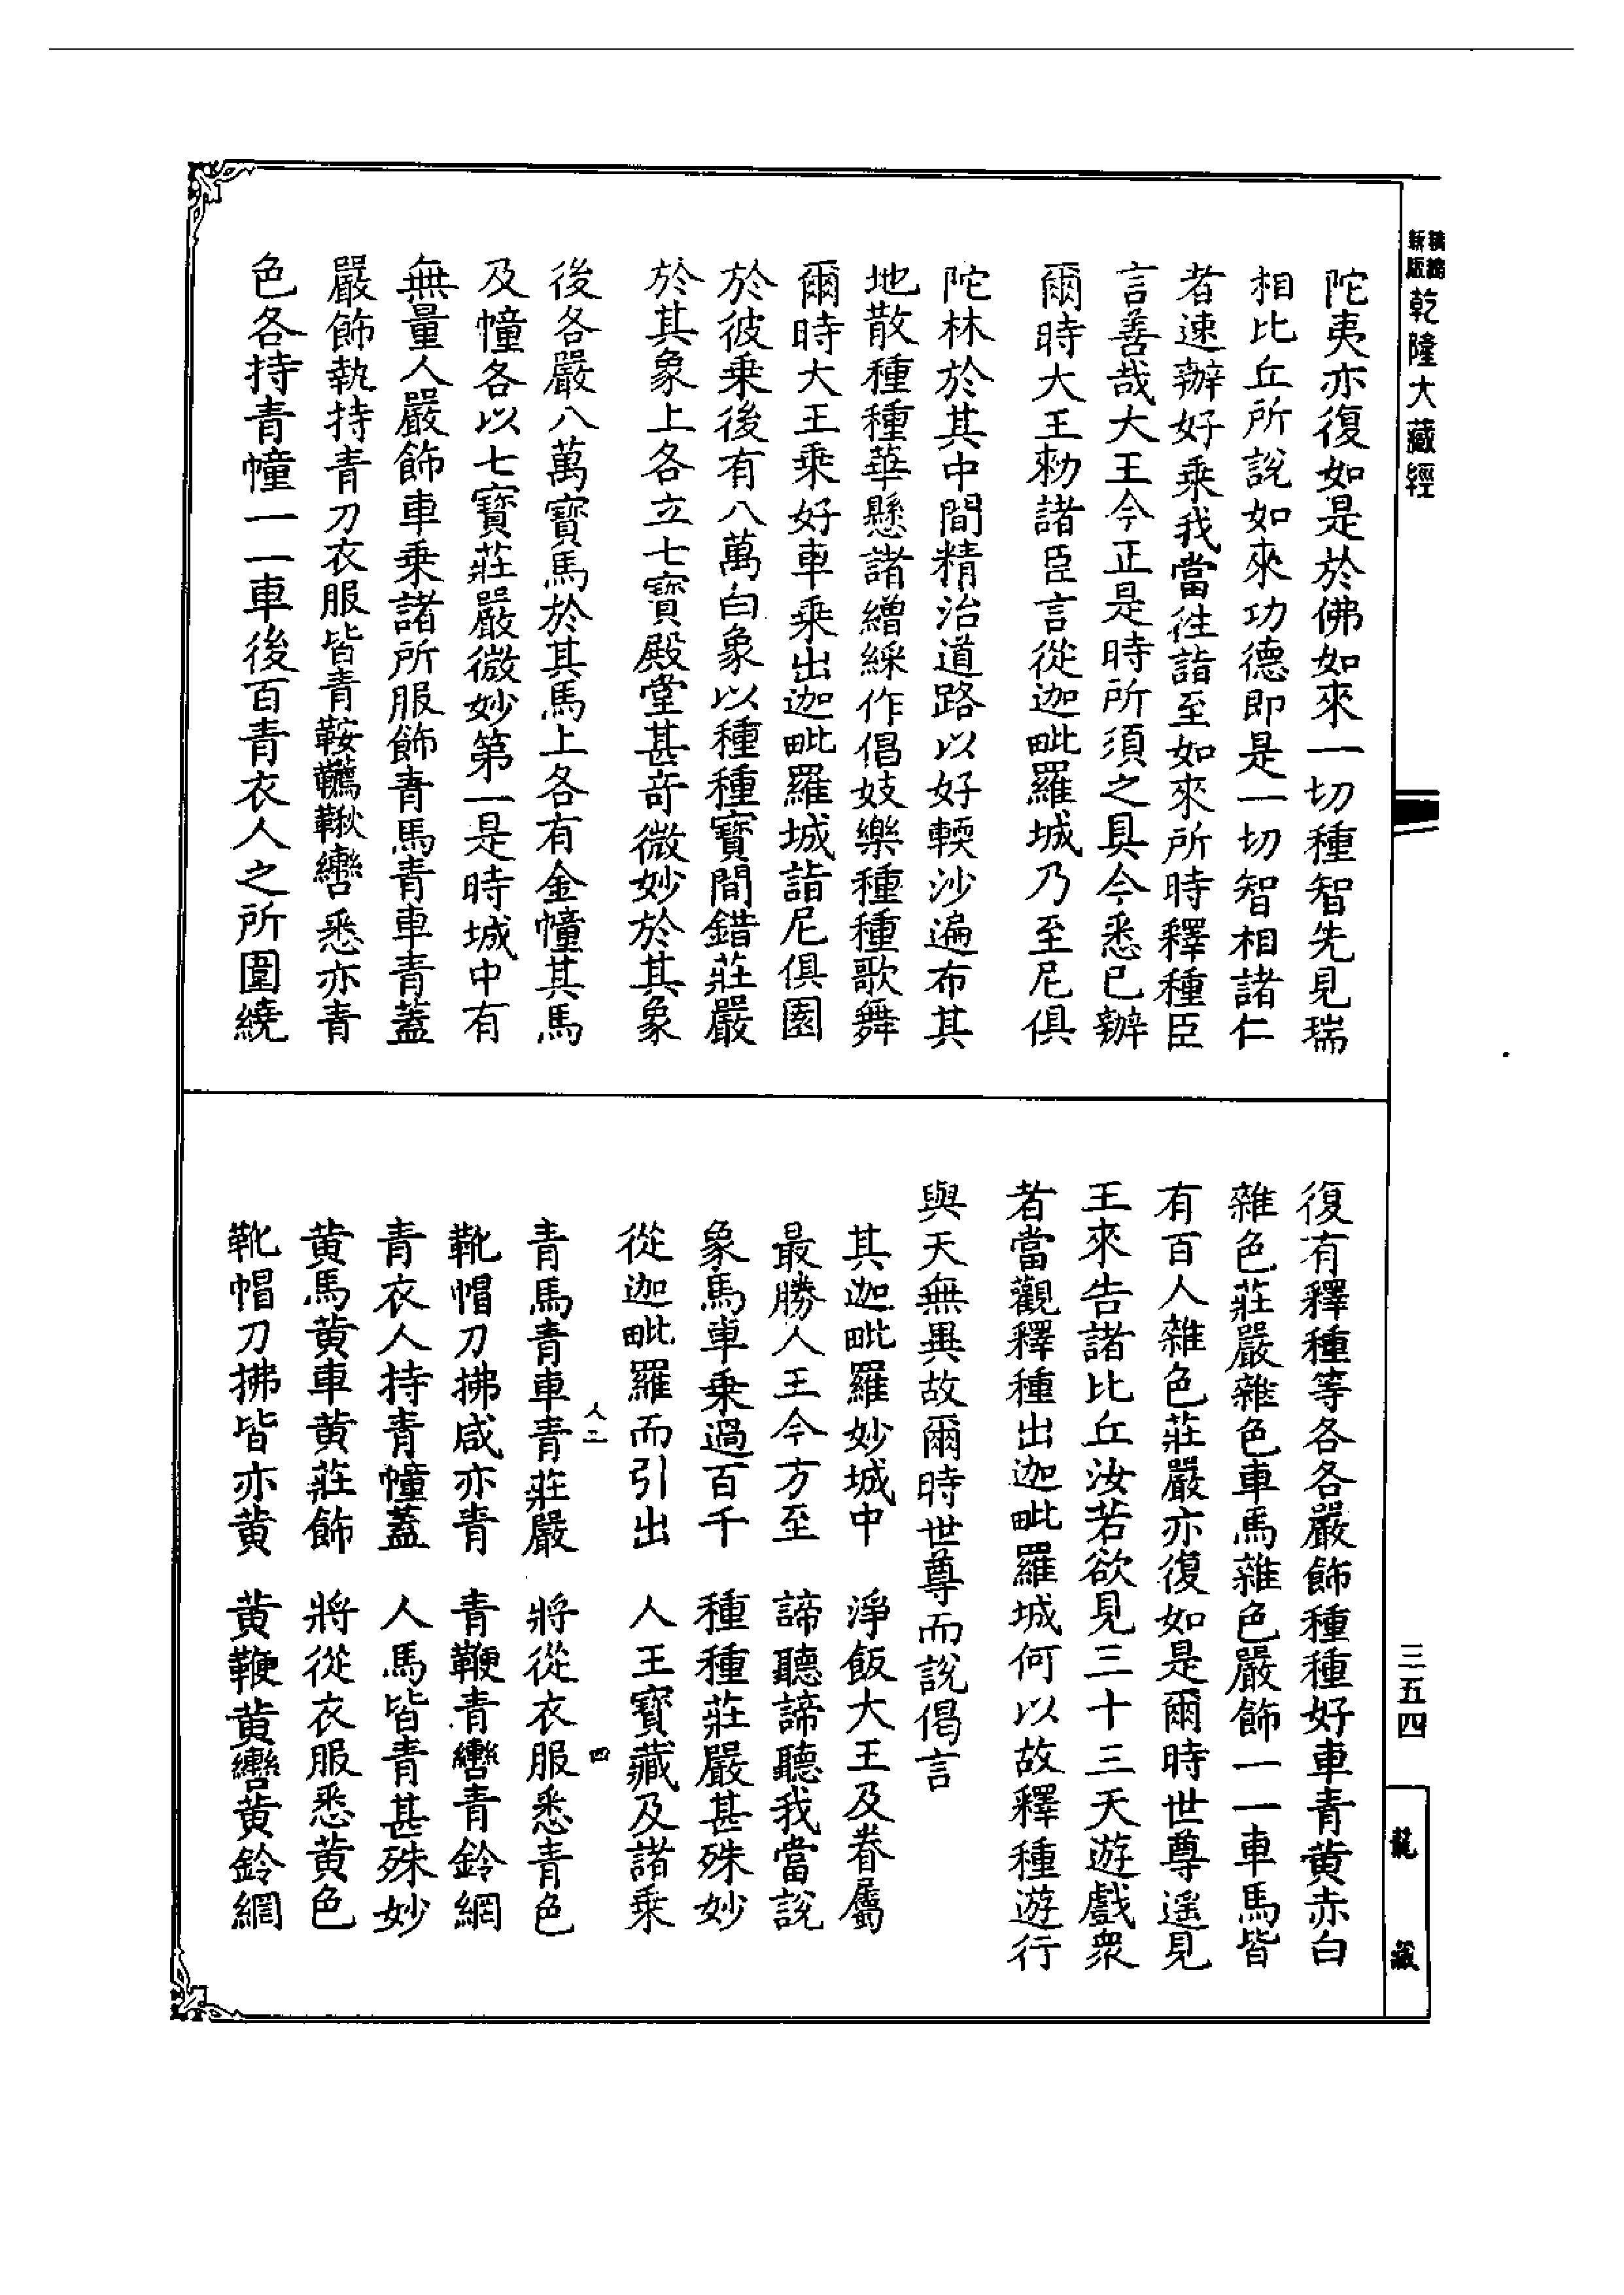 新版
乾隆大藏經
陀夷亦復如是於佛如來一切種智先見瑞
相比丘所說如來功德即是一切智相諸仁
者速辦好乘我當往詣至如來所時釋種臣
言善哉大王今正是時所須之具今悉已辦
爾時大王勑諸臣言從迦毗羅城乃至尼俱
陀林於其中間精治道路以好輭沙遍布其
地散種種華懸諸繒綵作倡妓樂種種歌舞
爾時大王乘好車乘出迦毗羅城詣尼俱園
於彼乘後有八萬白象以種種寶間錯莊嚴
於其象上各立七寶殿堂甚奇微妙於其象
後各嚴八萬寶馬於其馬上各有金幢其馬
及幢各以七寶莊嚴微妙第一是時城中有
無量人嚴飾車乘諸所服飾青馬青車青蓋
嚴飾執持青刀衣服皆青鞍韉鞦轡悉亦青
色各持青幢一一車後百青衣人之所圍繞
復有釋種等各各嚴飾種種好車青黃赤白
雜色莊嚴雜色車馬雜色嚴飾一一車馬皆
有百人雜色莊嚴亦復如是爾時世尊遥見
王來告諸比丘汝若欲見三十三天遊戲衆
者當觀釋種出迦毗羅城何以故釋種遊行
與天無異故爾時世尊而說偈言
其迦毗羅妙城中　淨飯大王及眷屬
最勝人王今方至　諦聽諦聽我當說
象馬車乘過百千　種種莊嚴甚殊妙
從迦毗羅而引出　人王寶藏及諸乘
人二　四
青馬青車青莊嚴　將從衣服悉青色
靴帽刀拂咸亦青　青鞭青轡青鈴網
青衣人持青幢蓋　人馬皆青甚殊妙
黃馬黃車黃莊飾　將從衣服悉黃色
靴帽刀拂皆亦黃　黃鞭黃轡黃鈴網
三五四
龍藏